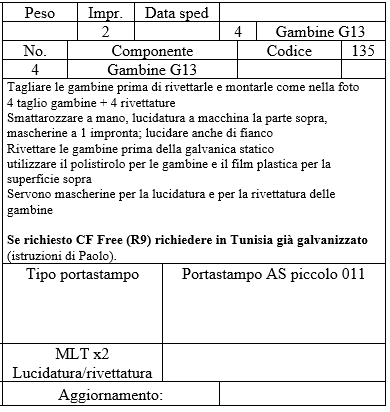 Peso Impr. Data sped
2 4 Gambine G13
No. Componente Codice 135
4 Gambine G13
Tagliare le gambine prima di rivettarle e montarle come nella foto
4 taglio gambine + 4 rivettature
Smattarozzare a mano, lucidatura a macchina la parte sopra,
mascherine a 1 impronta; lucidare anche di fianco
Rivettare le gambine prima della galvanica statico
utilizzare il polistirolo per le gambine e il film plastica per la
superficie sopra
Servono mascherine per la lucidatura e per la rivettatura delle
gambine
Se richiesto CF Free (R9) richiedere in Tunisia già galvanizzato
(istruzioni di Paolo).
Tipo portastampo Portastampo AS piccolo 011
MLT x2
Lucidatura/rivettatura
Aggiornamento: